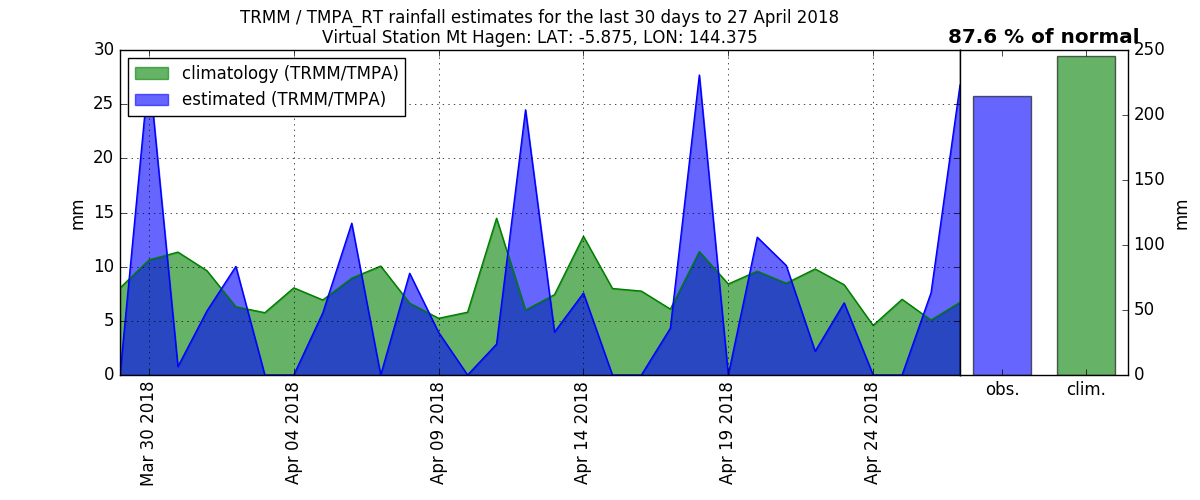 TRMM / TMPA_RT rainfall estimates for the last 30 days to 27 April 2018
Virtual Station Mt Hagen: LAT: -5.875, LON: 144.375
87.6 % of normal
climatology (TRMM/TMPA)
estimated (TRMM/TMPA)
30
25
20
15
10
5
0
mm
Mar 30 2018
Apr 04 2018
Apr 09 2018
Apr 14 2018
Apr 19 2018
Apr 24 2018
obs.
clim.
250
200
150
100
50
0
mm